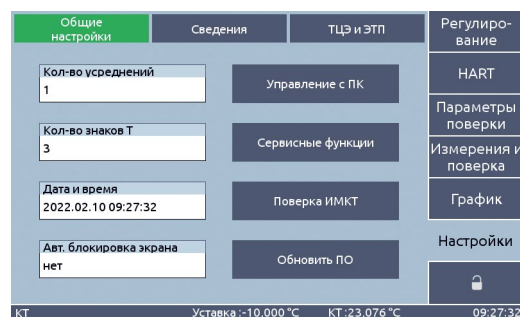 Общие
настройки
Сведения
ТЦЭ и ЭТП
Регулиро-
вание
HART
Параметры
поверки
Измерения и
поверка
График
Настройки
Кол-во усреднений
1
Управление с ПК
Кол-во знаков Т
3
Сервисные функции
Дата и время
2022.02.10 09:27:32
Поверка ИМКТ
Авт. блокировка экрана
нет
Обновить ПО
КТ
Уставка :-10,000 °C
КТ :23,076 °C
09:27:32